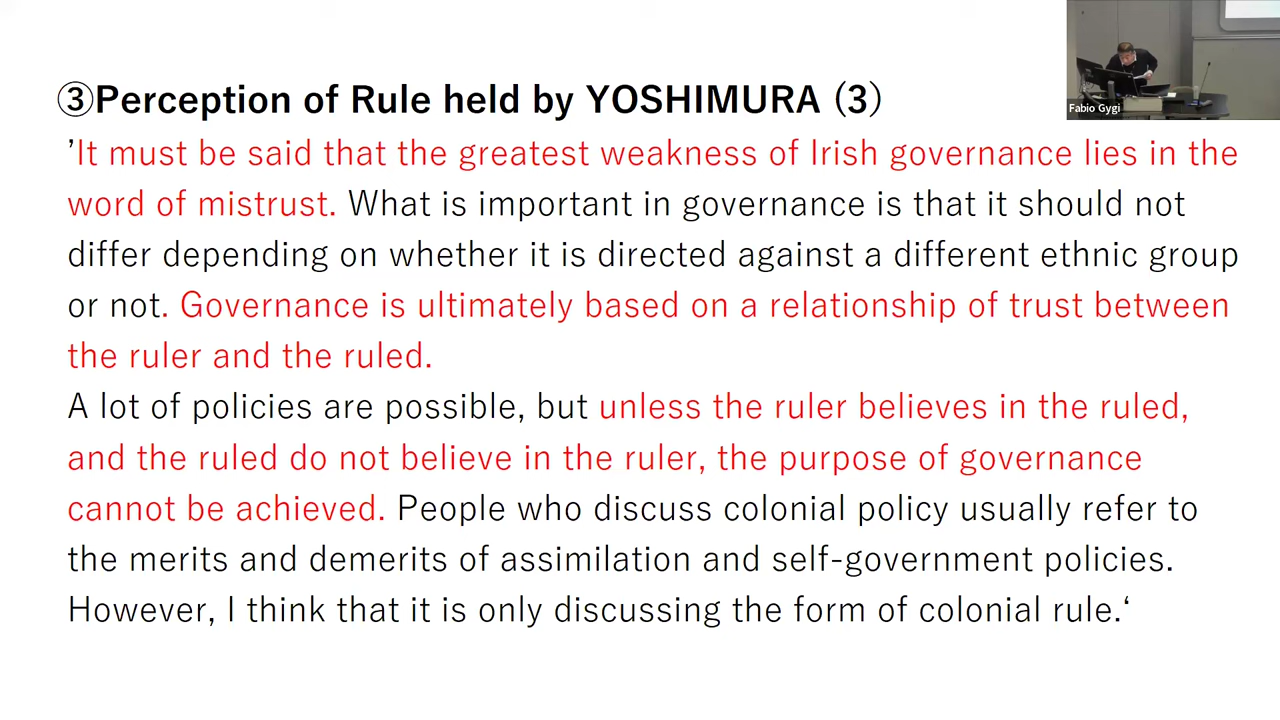 ③Perception of Rule held by YOSHIMURA (3)
’It must be said that the greatest weakness of Irish governance lies in the
word of mistrust. What is important in governance is that it should not
differ depending on whether it is directed against a different ethnic group
or not. Governance is ultimately based on a relationship of trust between
the ruler and the ruled.
A lot of policies are possible, but unless the ruler believes in the ruled,
and the ruled do not believe in the ruler, the purpose of governance
cannot be achieved. People who discuss colonial policy usually refer to
the merits and demerits of assimilation and self-government policies.
However, I think that it is only discussing the form of colonial rule.‘
Fabio Gygi